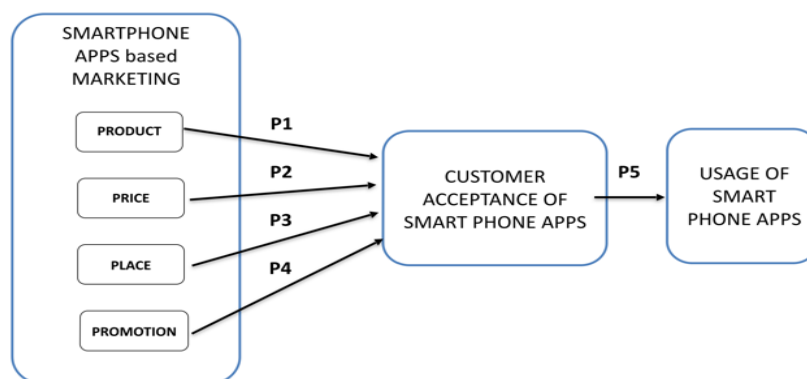 SMARTPHONE
APPS based
MARKETING
PRODUCT
PRICE
PLACE
PROMOTION
P1
P2
P3
P4
CUSTOMER
ACCEPTANCE OF
SMART PHONE APPS
P5
USAGE OF
SMART
PHONE APPS